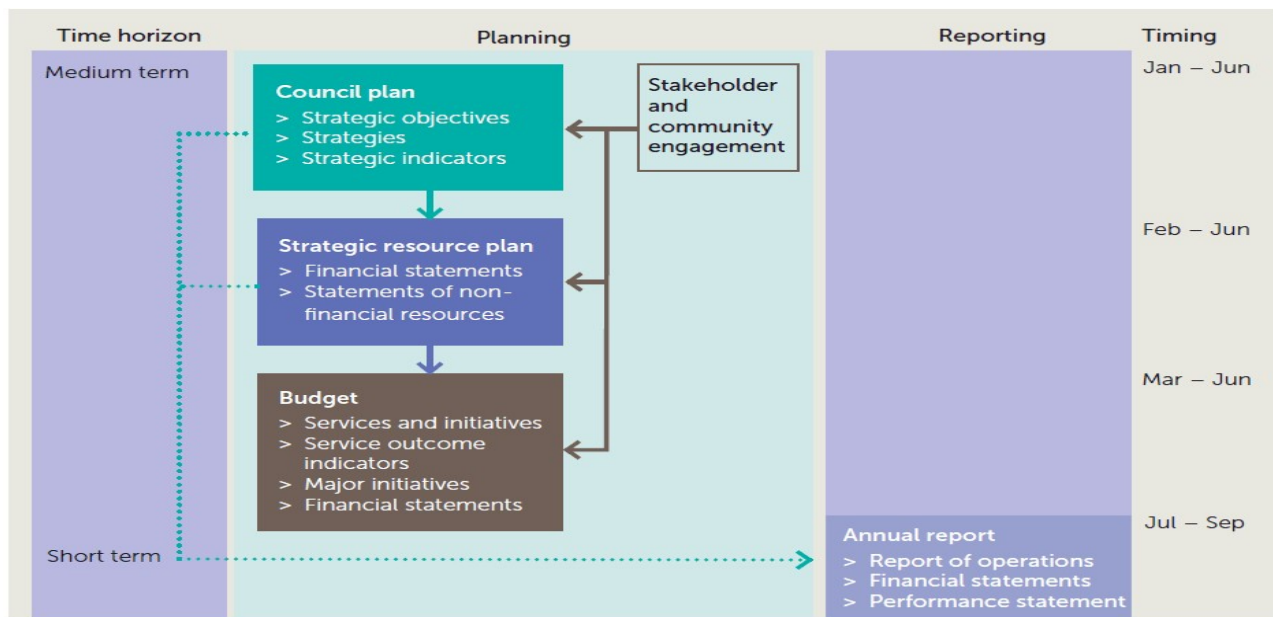 Time horizon
Planning
Reporting
Timing
Medium term
Jan – Jun
Council plan
> Strategic objectives
> Strategies
> Strategic indicators
Stakeholder
and
community
engagement
Strategic resource plan
> Financial statements
> Statements of non-
financial resources
Feb – Jun
Budget
> Services and initiatives
> Service outcome
indicators
> Major initiatives
> Financial statements
Mar – Jun
Short term
Annual report
> Report of operations
> Financial statements
> Performance statement
Jul – Sep